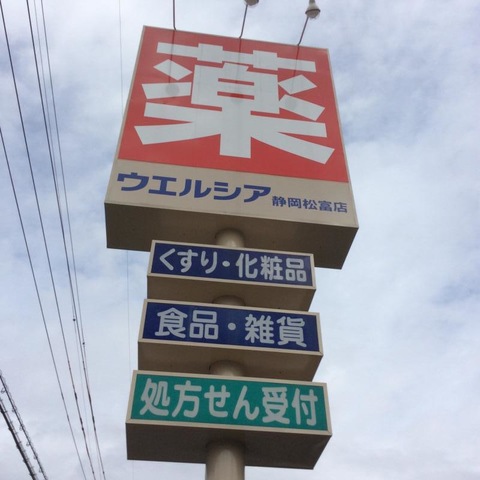 薬
ウエルシア 静岡松富店
くすり・化粧品
食品・雑貨
処方せん受付